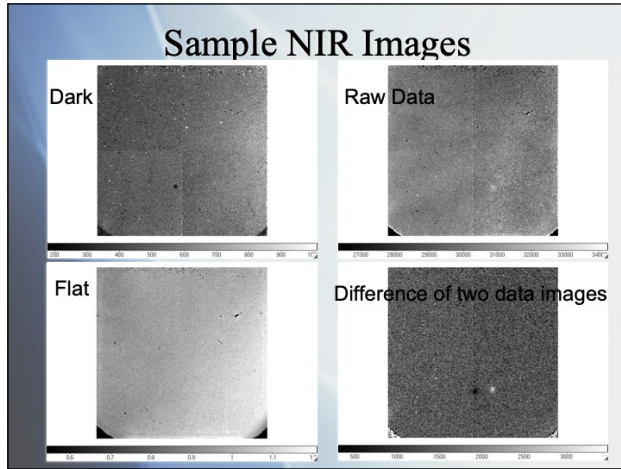 Sample NIR Images
Dark
Raw Data
200 300 400 500 600 700 800 900
27000 28000 29000 30000 31000 32000 33000
Flat
Difference of two data images
0.6 0.7 0.8 0.9 1 1.1
500 1000 1500 2000 2500 3000